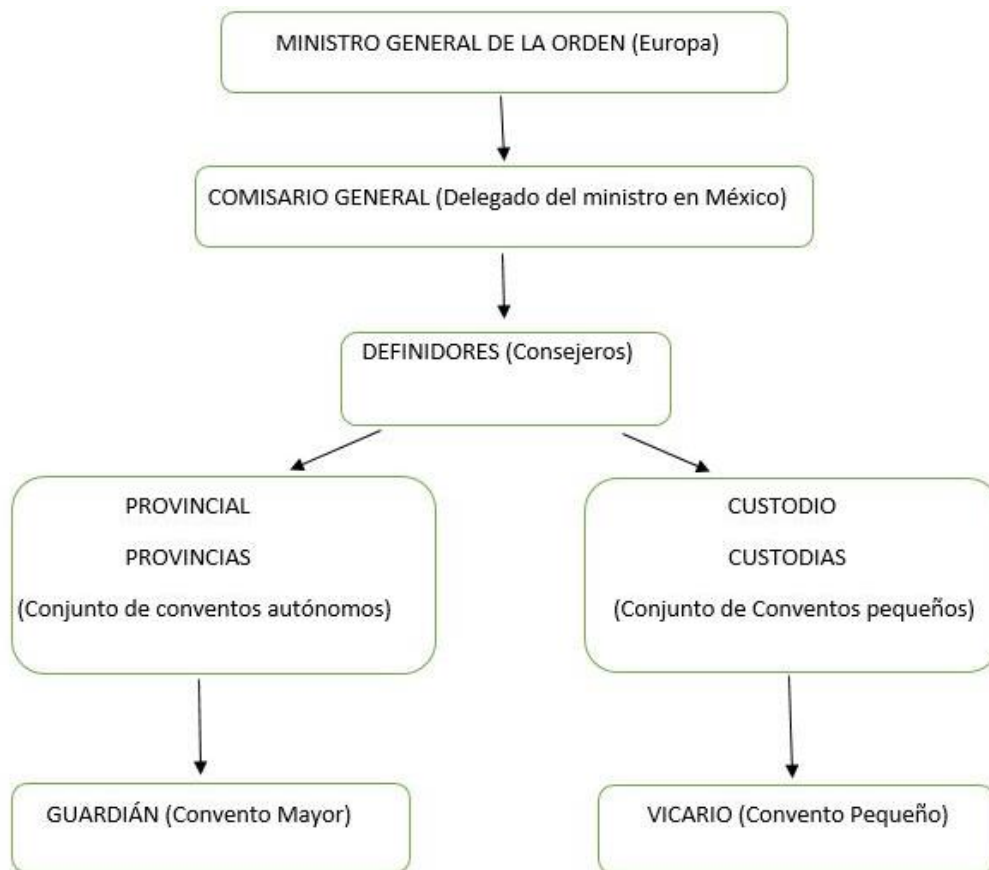 MINISTRO GENERAL DE LA ORDEN (Europa)
COMISARIO GENERAL (Delegado del ministro en México)
DEFINIDORES (Consejeros)
PROVINCIAL
PROVINCIAS
(Conjunto de conventos autónomos)
CUSTODIO
CUSTODIAS
(Conjunto de Conventos pequeños)
GUARDIÁN (Convento Mayor)
VICARIO (Convento Pequeño)